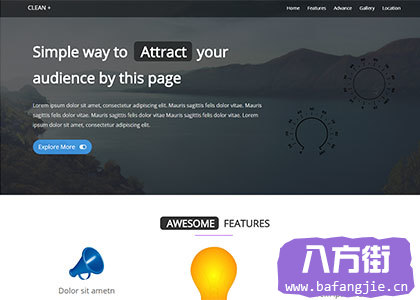 CLEAN + Home Features Advance Gallery Location
Simple way to Attract your
audience by this page
Lorem ipsum dolor sit amet, consectetur adipiscing elit. Mauris sagittis felis dolor vitae. Mauris
sagittis felis dolor vitae. Mauris sagittis felis dolor vitae. Mauris sagittis felis dolor vitae. Lorem
ipsum dolor sit amet, consectetur adipiscing elit.
Explore More
AWESOME FEATURES
Dolor sit ametn
八方街
www.bafangjie.cn